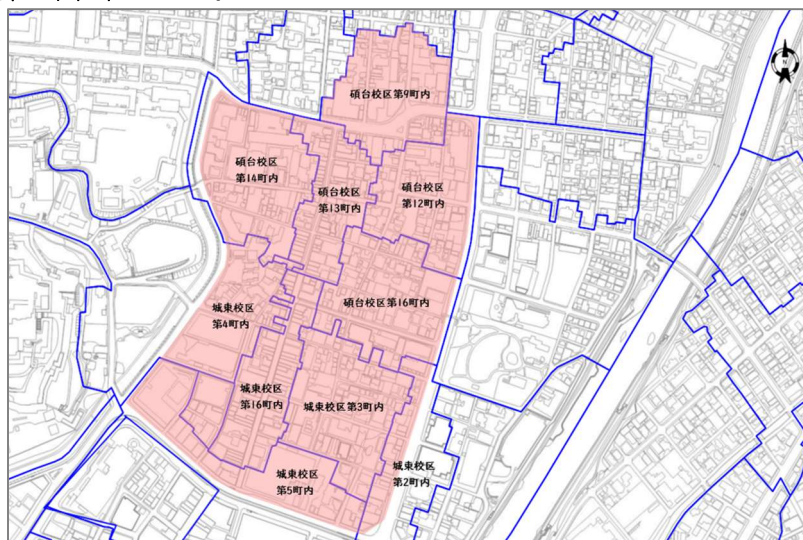 碩台校区第9町内
碩台校区
第14町内
碩台校区
第13町内
碩台校区
第12町内
城東校区
第4町内
碩台校区第16町内
城東校区
第16町内
城東校区第3町内
城東校区
第5町内
城東校区
第2町内
N